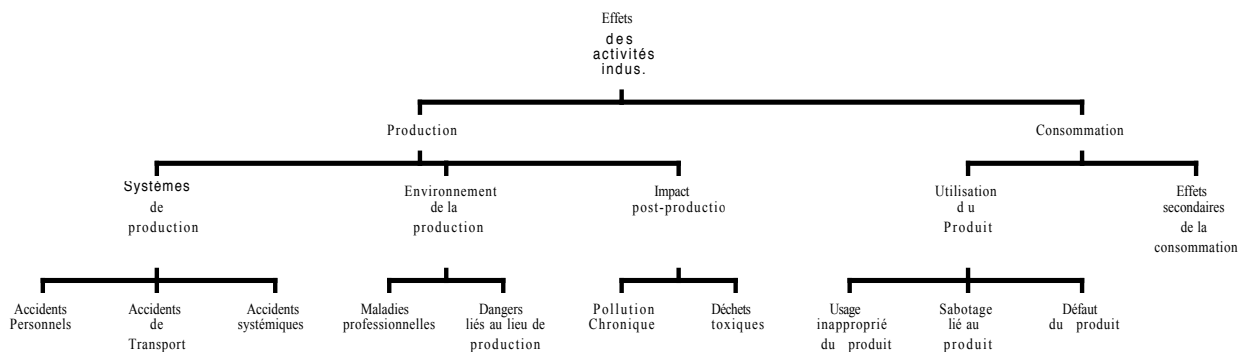 Effets
des
activités
indus.
Production
Consommation
Systèmes
de
production
Environnement
de la
production
Impact
post-productio
Utilisation
du
Produit
Effets
secondaires
de la
consommation
Accidents
Personnels
Accidents
de
Transport
Accidents
systémiques
Maladies
professionnelles
Dangers
liés au lieu de
production
Pollution
Chronique
Déchets
toxiques
Usage
inapproprié
du produit
Sabotage
lié au
produit
Défaut
du produit